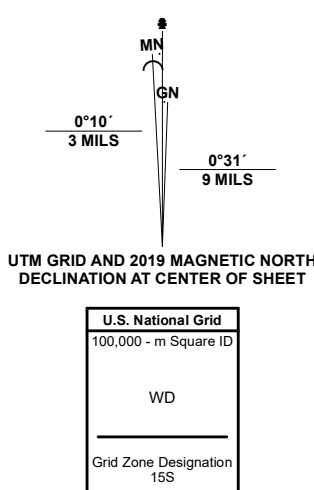 MN
GN
0°10´
3 MILS
0°31´
9 MILS
UTM GRID AND 2019 MAGNETIC NORTH
DECLINATION AT CENTER OF SHEET
U.S. National Grid
100,000 - m Square ID
WD
Grid Zone Designation
15S